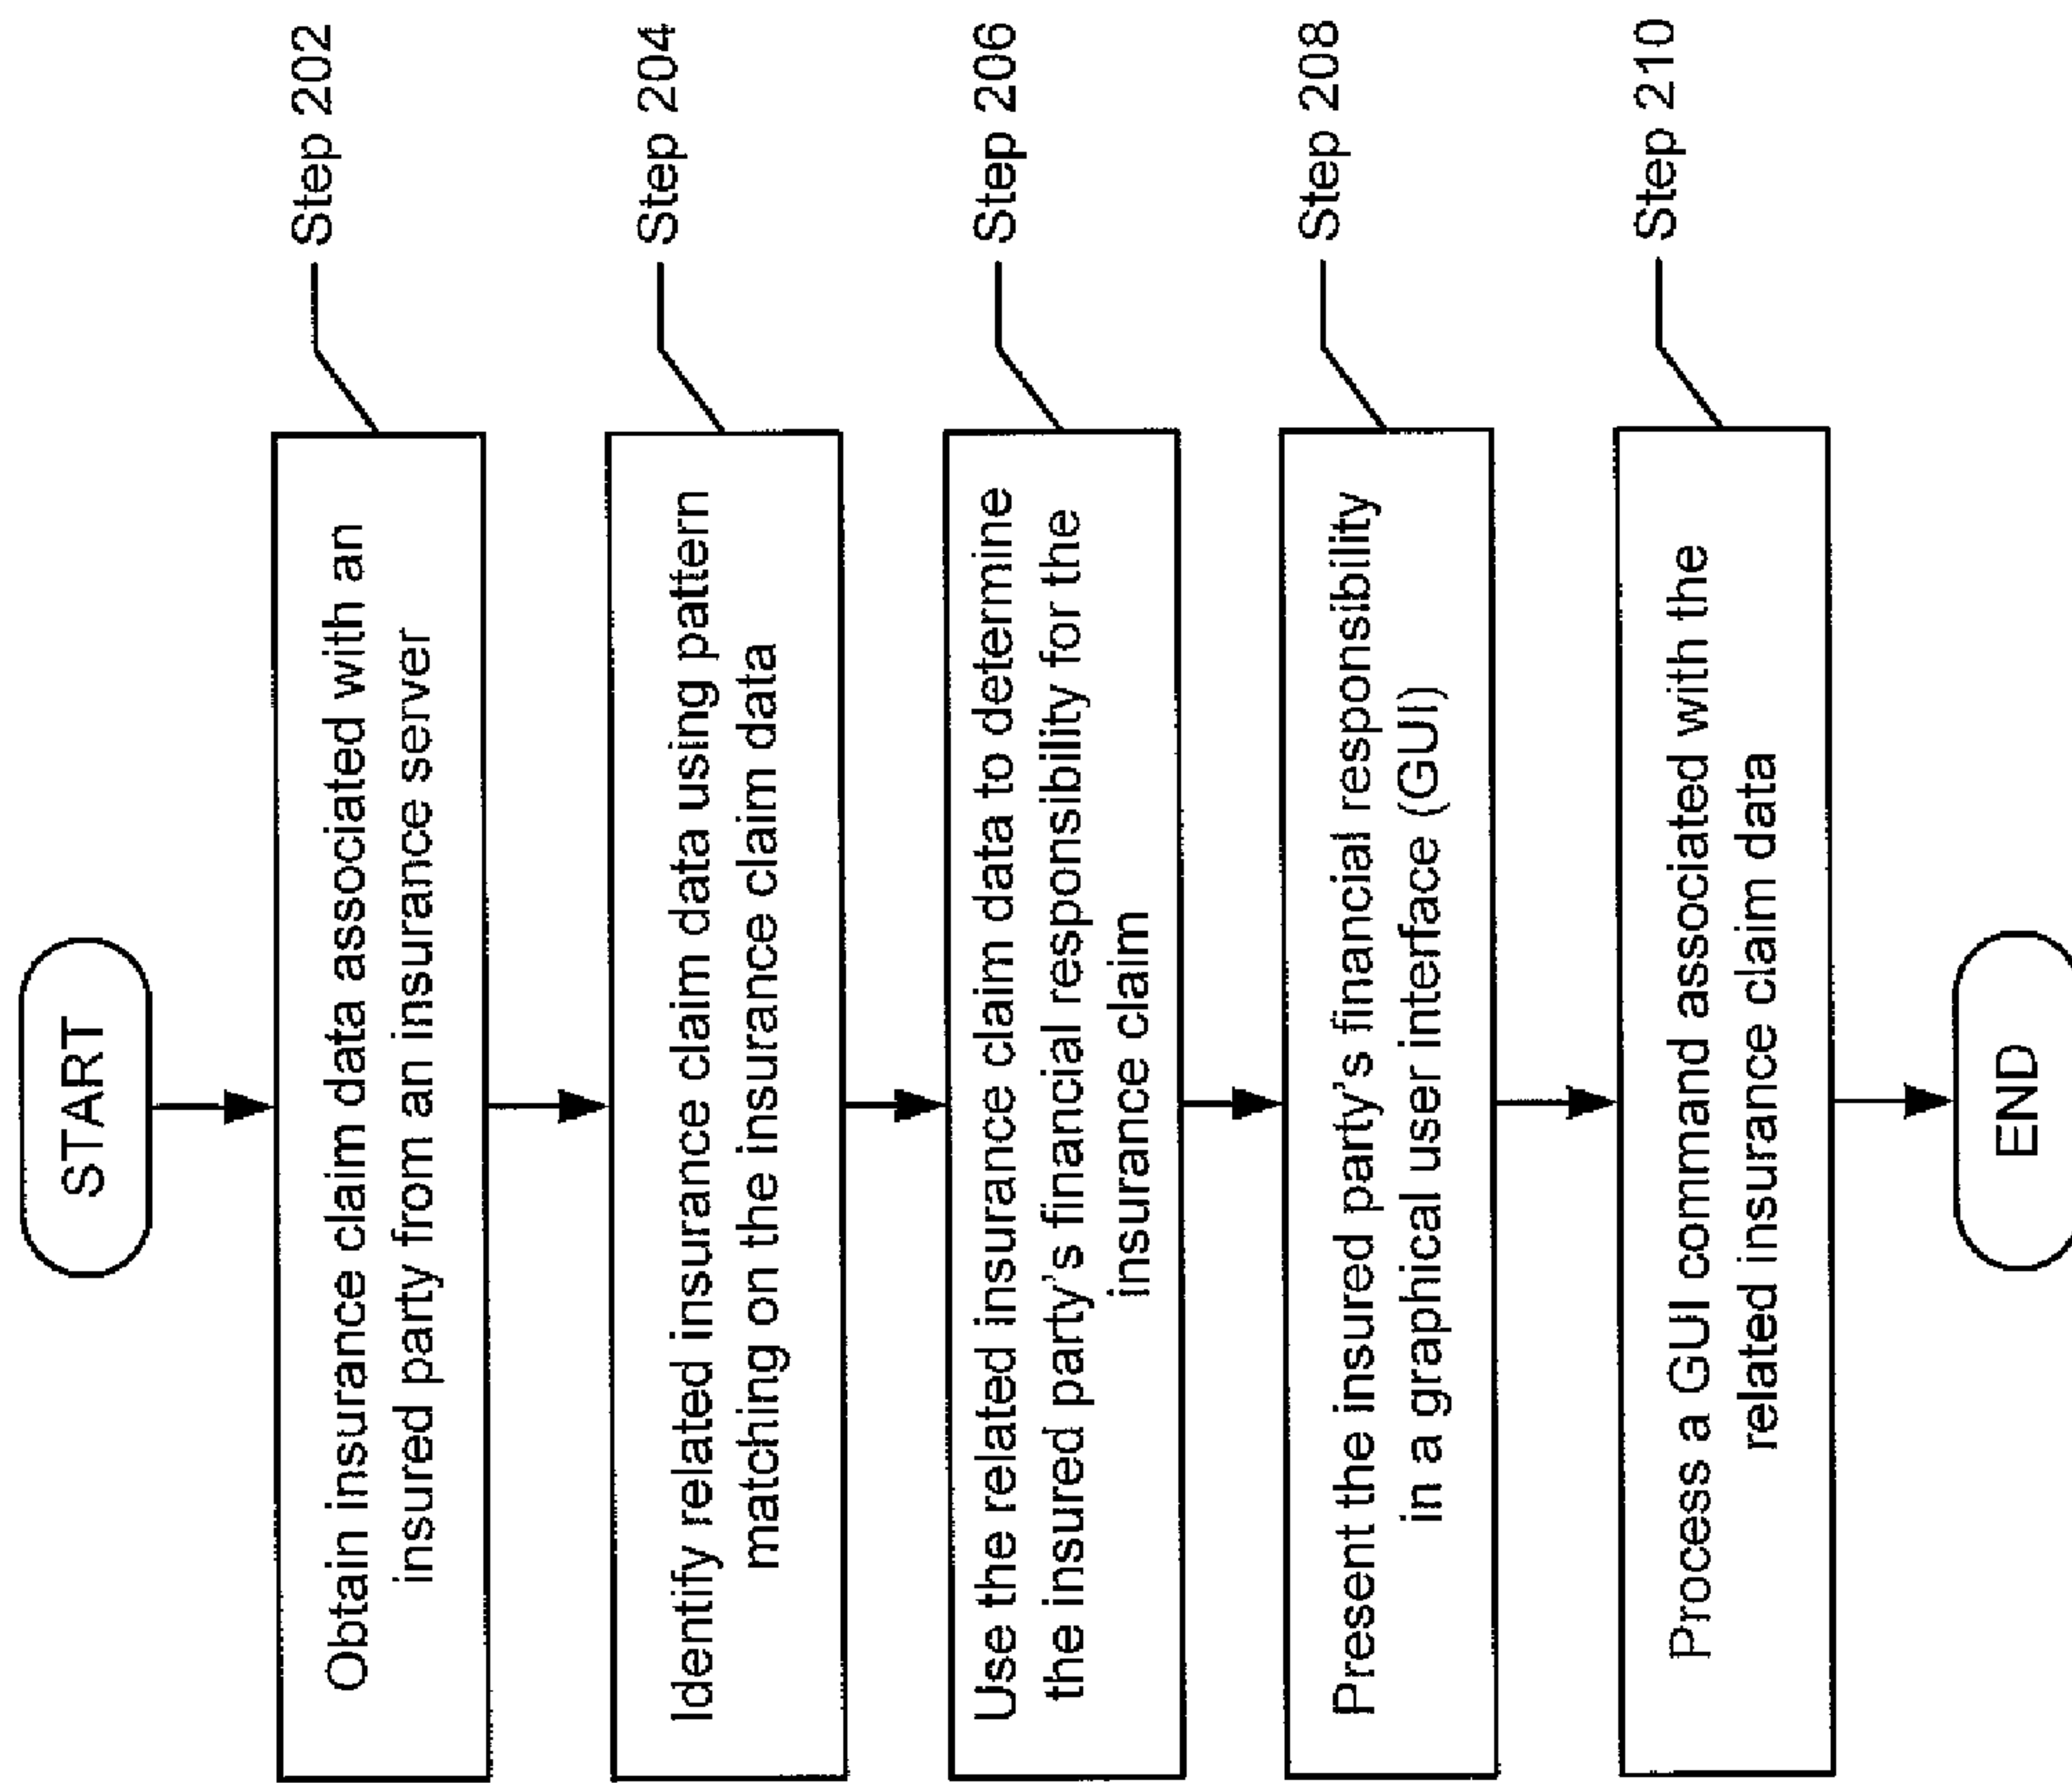 START
Obtain insurance claim data associated with an
insured party from an insurance server
Step 202
Identify related insurance claim data using pattern
matching on the insurance claim data
Step 204
Use the related insurance claim data to determine
the insured party's financial responsibility for the
insurance claim
Step 206
Present the insured party's financial responsibility
in a graphical user interface (GUI)
Step 208
Process a GUI command associated with the
related insurance claim data
Step 210
END